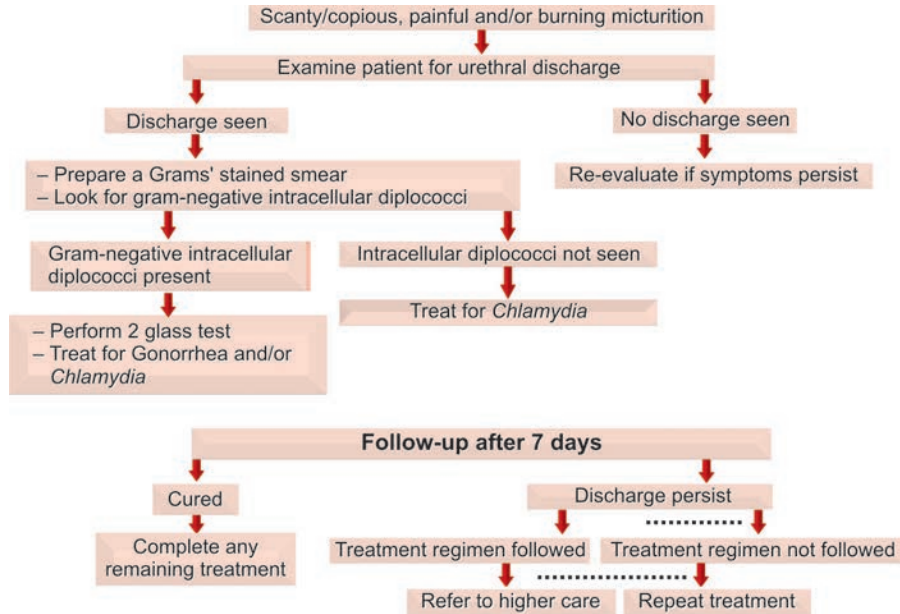 Scanty/copious, painful and/or burning micturition
Examine patient for urethral discharge
Discharge seen
No discharge seen
– Prepare a Grams' stained smear
– Look for gram-negative intracellular diplococci
Re-evaluate if symptoms persist
Gram-negative intracellular
diplococci present
Intracellular diplococci not seen
Treat for Chlamydia
– Perform 2 glass test
– Treat for Gonorrhea and/or
Chlamydia
Follow-up after 7 days
Cured
Discharge persist
Complete any
remaining treatment
Treatment regimen followed
Treatment regimen not followed
Refer to higher care
Repeat treatment